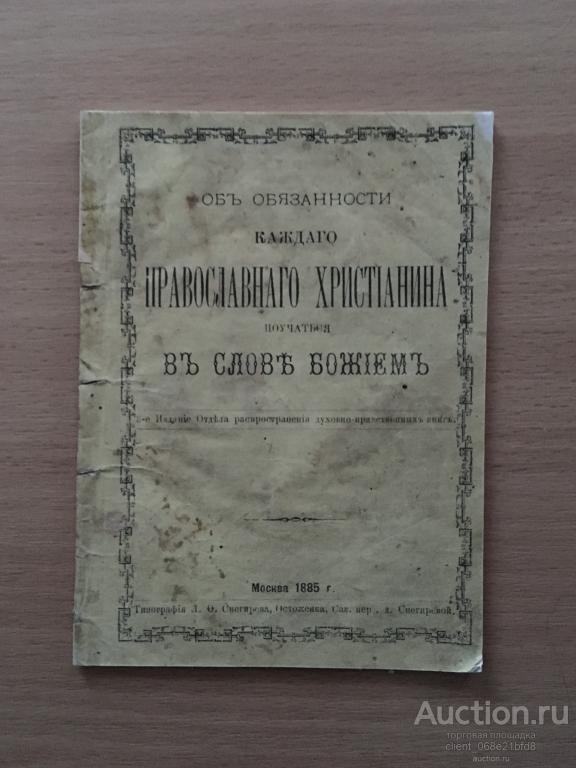 ОБЪ ОБЯЗАННОСТИ
КАЖДАГО
ПРАВОСЛАВНАГО ХРИСТІАНИНА
ПОУЧАТЬСЯ
ВЪ СЛОВѢ БОЖІЕМЪ
-е Изданіе Отдѣла распространенія духовно-нравственныхъ книгъ.
Москва 1885 г.
Типографія Л. Ѳ. Снегирева, Остоженка, Сав. пер., д. Снегиревой.
Auction.ru
торговая площадка
client_068e21bfd8
auction.ru